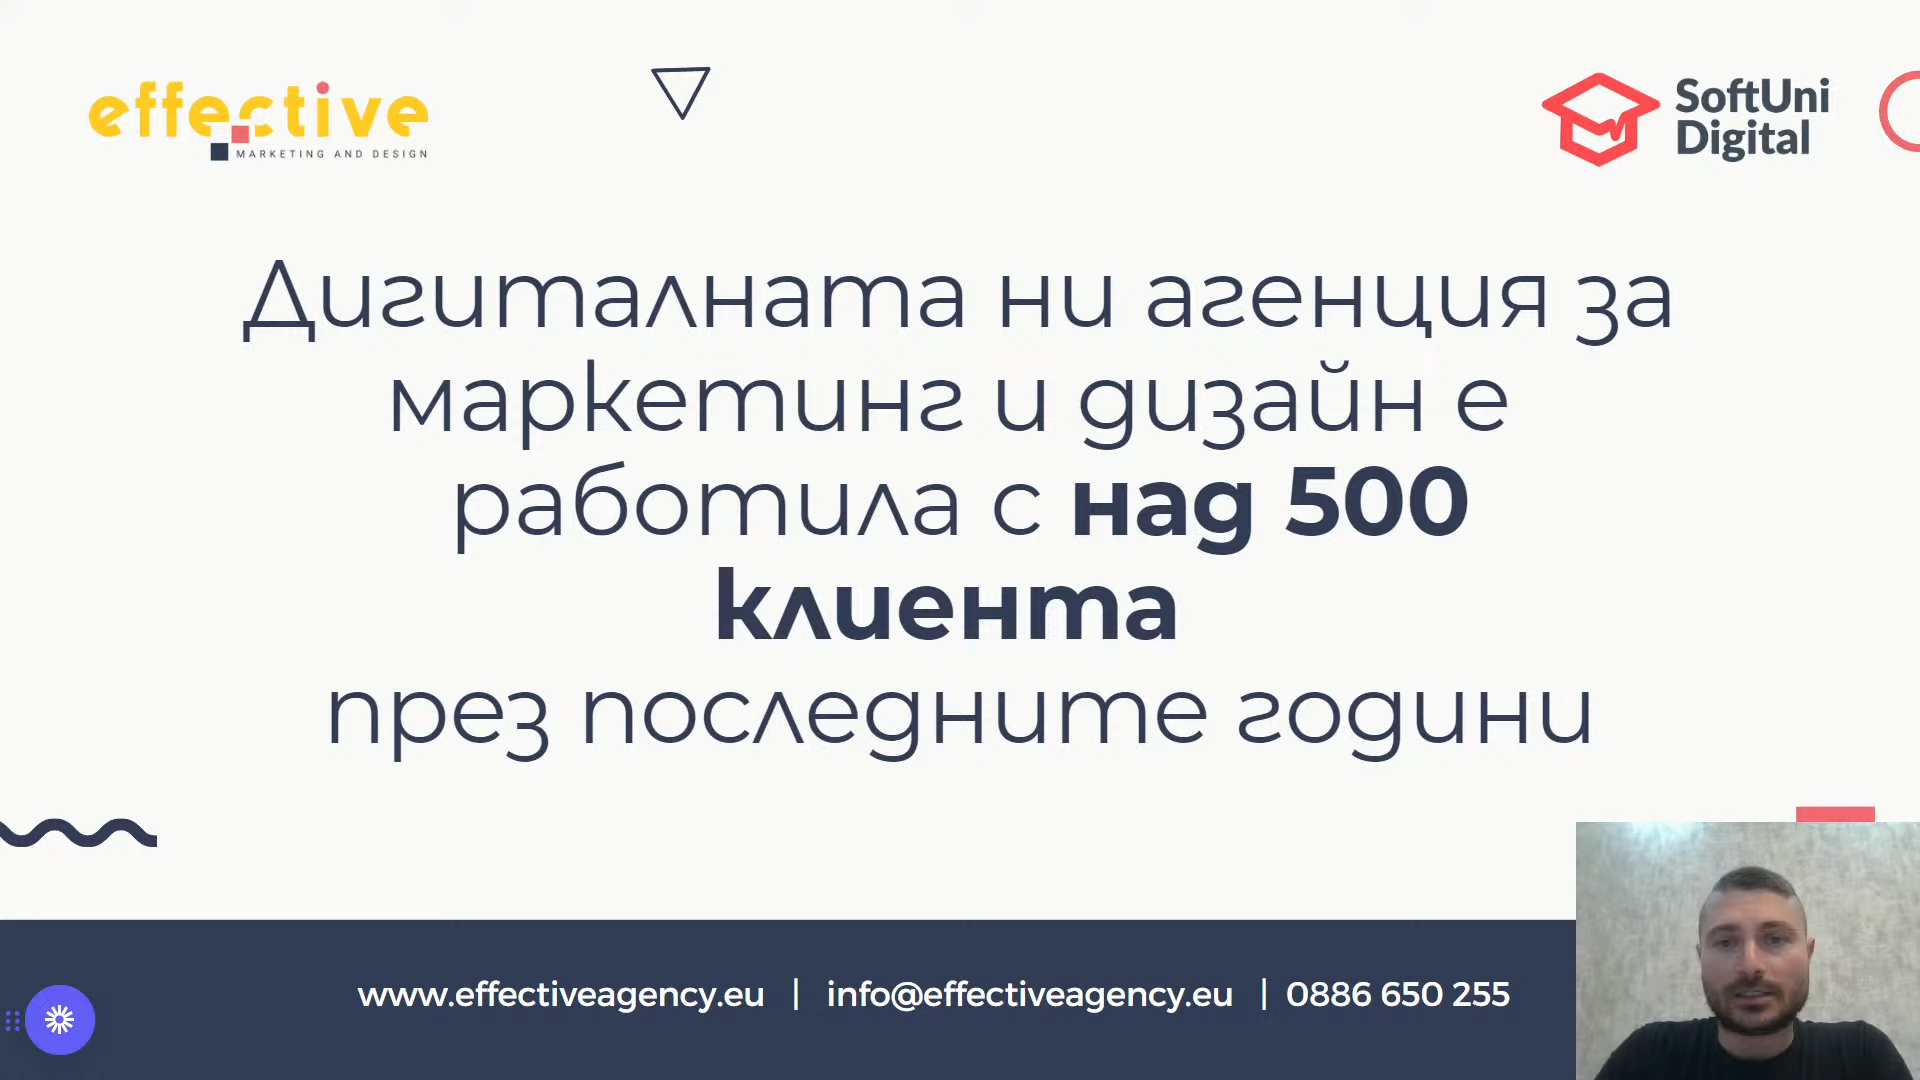 effective
MARKETING AND DESIGN
SoftUni
Digital
Дигиталната ни агенция за
маркетинг и дизайн е
работила с над 500
клиента
през последните години
www.effectiveagency.eu | info@effectiveagency.eu | 0886 650 255